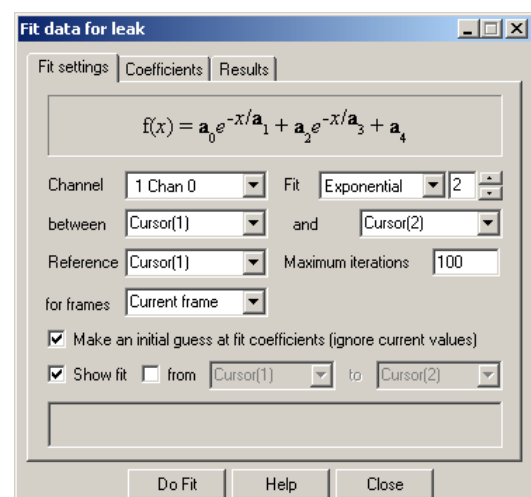 Fit data for leak
Fit settings Coefficients Results
f(x) = a₀e^-x/a₁ + a₂e^-x/a₃ + a₄
Channel 1 Chan 0 Fit Exponential 2
between Cursor(1) and Cursor(2)
Reference Cursor(1) Maximum iterations 100
for frames Current frame
Make an initial guess at fit coefficients (ignore current values)
Show fit from Cursor(1) to Cursor(2)
Do Fit Help Close